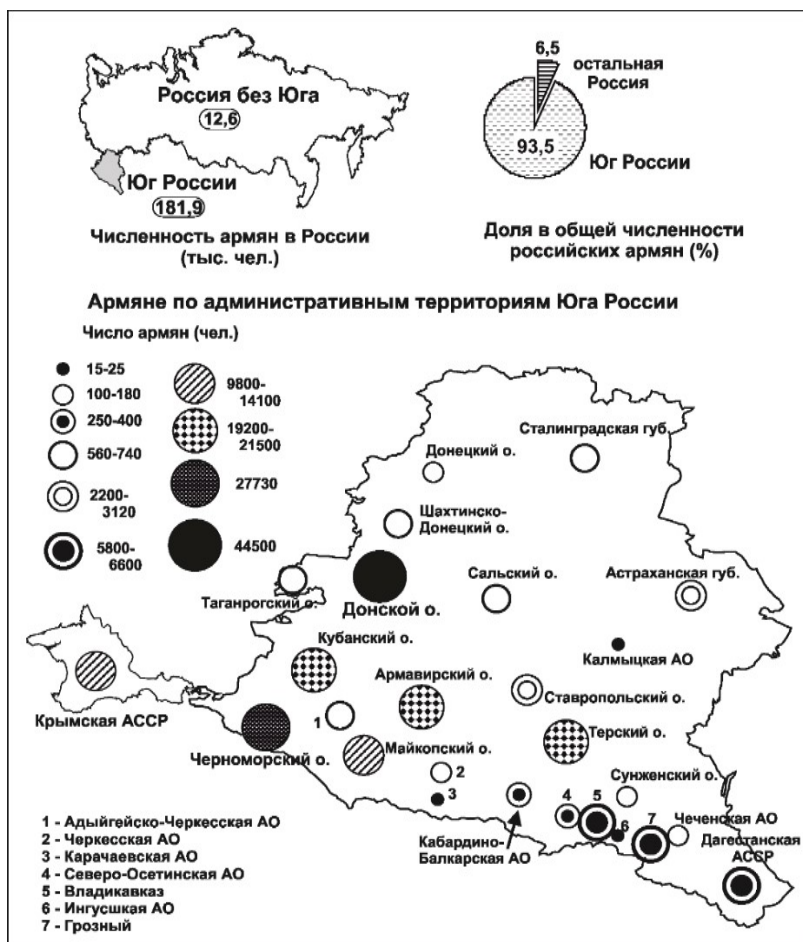 Россия без Юга
12,6
Юг России
181,9
Численность армян в России
(тыс. чел.)
6,5
остальная
Россия
93,5
Юг России
Доля в общей численности
российских армян (%)
Армяне по административным территориям Юга России
Число армян (чел.)
15-25
100-180
250-400
560-740
2200-
3120
5800-
6600
9800-
14100
19200-
21500
27730
44500
Донецкий о.
Сталинградская губ.
Шахтинско-
Донецкий о.
Таганрогский о.
Донской о.
Сальский о.
Астраханская губ.
Кубанский о.
Калмыцкая АО
Армавирский о.
Крымская АССР
Ставропольский о.
1
Черноморский о.
Майкопский о.
Терский о.
2
3
Сунженский о.
4
5
6
7
Чеченская АО
Кабардино-
Балкарская АО
Дагестанская
АССР
1 - Адыгейско-Черкесская АО
2 - Черкесская АО
3 - Карачаевская АО
4 - Северо-Осетинская АО
5 - Владикавказ
6 - Ингушкая АО
7 - Грозный